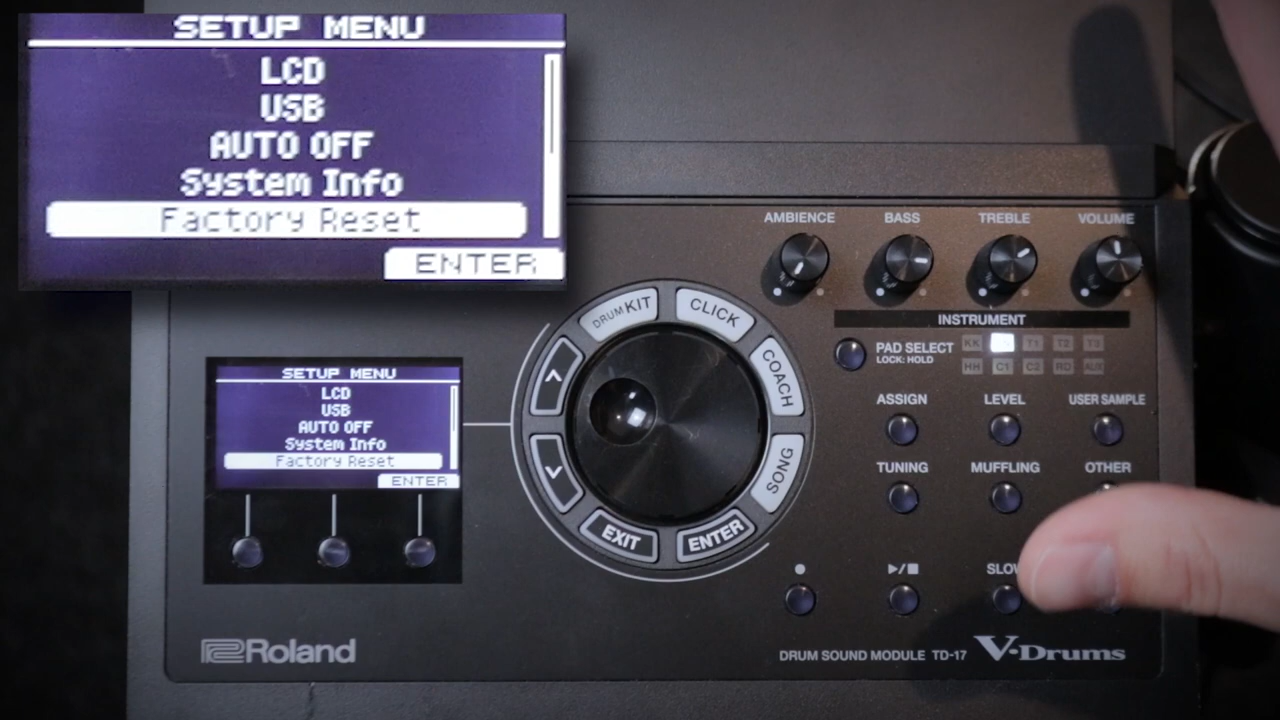 SETUP MENU
LCD
USB
AUTO OFF
System Info
Factory Reset
ENTER
AMBIENCE BASS TREBLE VOLUME
INSTRUMENT
PAD SELECT
LOCK: HOLD
KK T1 T2 T3
HH C1 C2 RD AUX
ASSIGN LEVEL USER SAMPLE
TUNING MUFFLING OTHER
DRUM KIT
CLICK
COACH
SONG
ENTER
EXIT
SETUP MENU
LCD
USB
AUTO OFF
System Info
Factory Reset
ENTER
Roland
DRUM SOUND MODULE TD-17 V-Drums